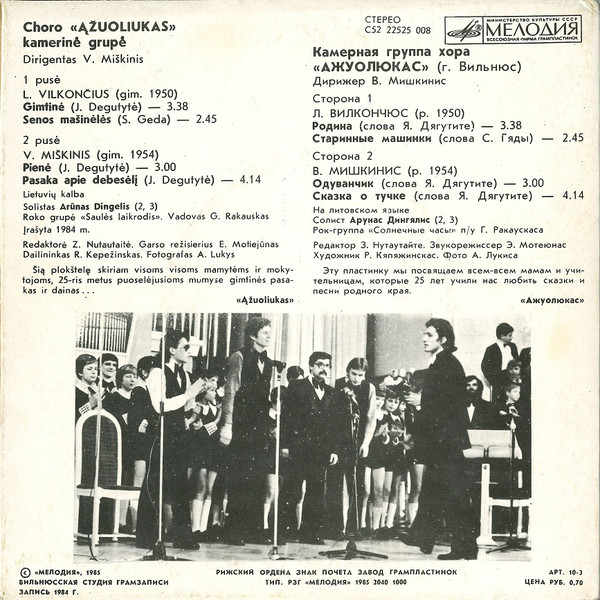 Choro «ĄŽUOLIUKAS»
kamerinė grupė
Dirigentas V. Miškinis
1 pusė
L. VILKONČIUS (gim. 1950)
Gimtinė (J. Degutytė) — 3.38
Senos mašinėlės (S. Geda) — 2.45
2 pusė
V. MIŠKINIS (gim. 1954)
Pienė (J. Degutytė) — 3.00
Pasaka apie debesėlį (J. Degutytė) — 4.14
Lietuvių kalba
Solistas Arūnas Dingelis (2, 3)
Roko grupė «Saulės laikrodis». Vadovas G. Rakauskas
Įrašyta 1984 m.
Redaktorė Z. Nutautaitė. Garso režisierius E. Motiejūnas
Dailininkas R. Kepežinskas. Fotografas A. Lukys
Šią plokštelę skiriam visoms visoms mamytėms ir moky-
tojoms, 25-ris metus puoselėjusioms mumyse gimtinės pasa-
kas ir dainas . . .
«Ąžuoliukas»
СТЕРЕО
С52 22525 008
МИНИСТЕРСТВО КУЛЬТУРЫ СССР
МЕЛОДИЯ
ВСЕСОЮЗНАЯ ФИРМА ГРАМПЛАСТИНОК
Камерная группа хора
«АЖУОЛЮКАС» (г. Вильнюс)
Дирижер В. Мишкинис
Сторона 1
Л. ВИЛКОНЧЮС (р. 1950)
Родина (слова Я. Дягутите) — 3.38
Старинные машинки (слова С. Гяды) — 2.45
Сторона 2
В. МИШКИНИС (р. 1954)
Одуванчик (слова Я. Дягутите) — 3.00
Сказка о тучке (слова Я. Дягутите) — 4.14
На литовском языке
Солист Арунас Дингялис (2, 3)
Рок-группа «Солнечные часы» п/у Г. Ракаускаса
Редактор З. Нутаутайте. Звукорежиссер Э. Мотеюнас
Художник Р. Кяпяжинскас. Фото А. Лукиса
Эту пластинку мы посвящаем всем-всем мамам и учи-
тельницам, которые 25 лет учили нас любить сказки и
песни родного края.
«Ажуолюкас»
© «МЕЛОДИЯ», 1985
ВИЛЬНЮССКАЯ СТУДИЯ ГРАМЗАПИСИ
ЗАПИСЬ 1984 Г.
РИЖСКИЙ ОРДЕНА ЗНАК ПОЧЕТА ЗАВОД ГРАМПЛАСТИНОК
ТИП. РЗГ «МЕЛОДИЯ» 1985 2040 1000
АРТ. 10-3
ЦЕНА РУБ. 0,70